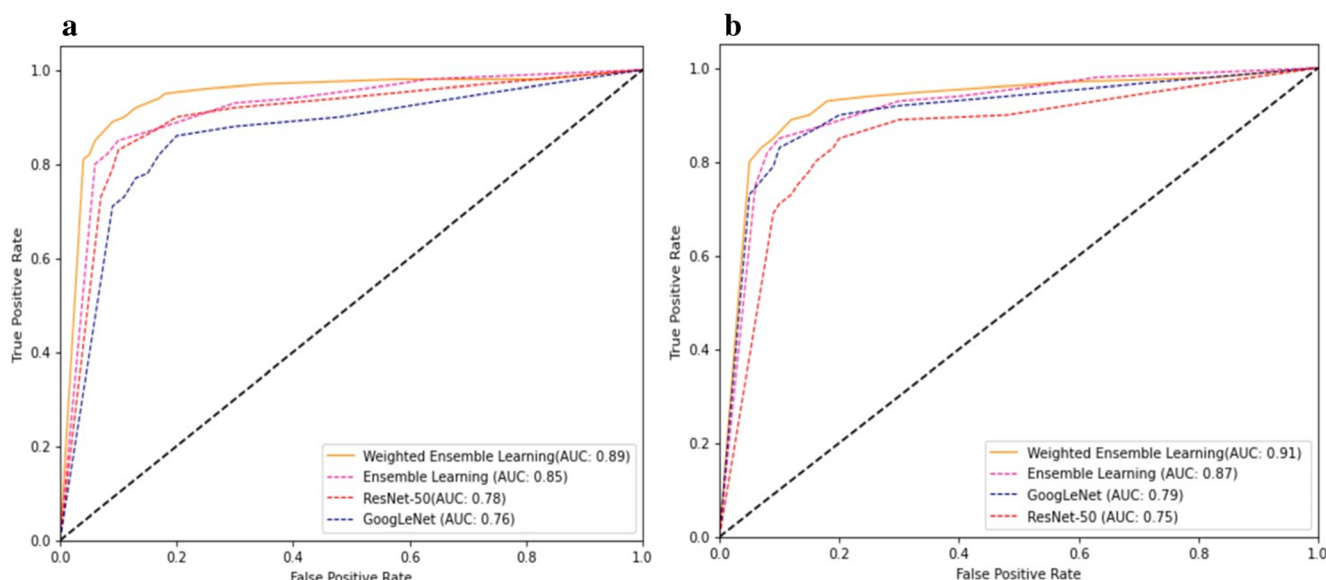 a
1.0
0.8
0.6
0.4
0.2
0.0
True Positive Rate
0.0 0.2 0.4 0.6 0.8 1.0
False Positive Rate
Weighted Ensemble Learning(AUC: 0.89)
Ensemble Learning (AUC: 0.85)
ResNet-50(AUC: 0.78)
GoogLeNet (AUC: 0.76)
b
1.0
0.8
0.6
0.4
0.2
0.0
True Positive Rate
0.0 0.2 0.4 0.6 0.8 1.0
False Positive Rate
Weighted Ensemble Learning(AUC: 0.91)
Ensemble Learning (AUC: 0.87)
GoogLeNet (AUC: 0.79)
ResNet-50 (AUC: 0.75)